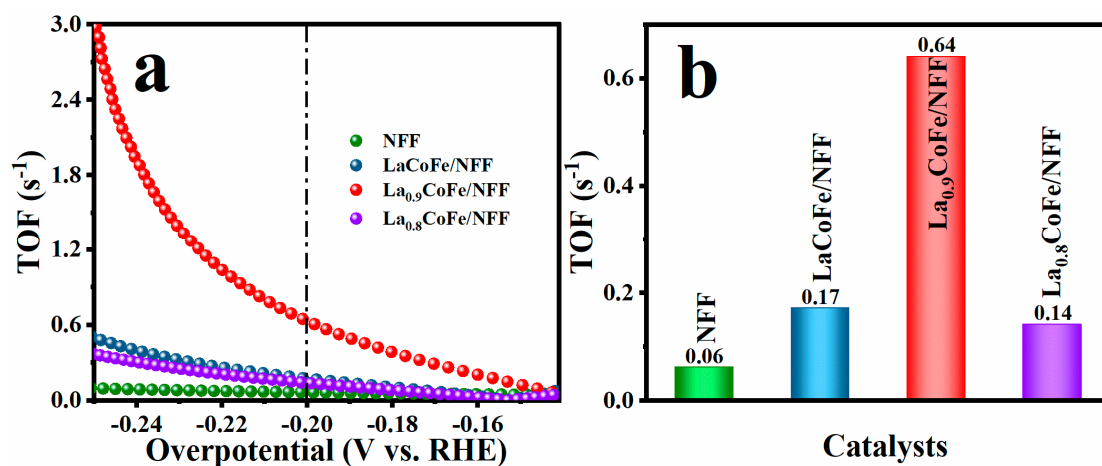 a
TOF (s⁻¹)
3.0
2.4
1.8
1.2
0.6
0.0
NFF
LaCoFe/NFF
La₀.₉CoFe/NFF
La₀.₈CoFe/NFF
-0.24 -0.22 -0.20 -0.18 -0.16
Overpotential (V vs. RHE)
b
TOF (s⁻¹)
0.6
0.4
0.2
0.0
NFF
0.06
LaCoFe/NFF
0.17
0.64
La₀.₉CoFe/NFF
La₀.₈CoFe/NFF
0.14
Catalysts